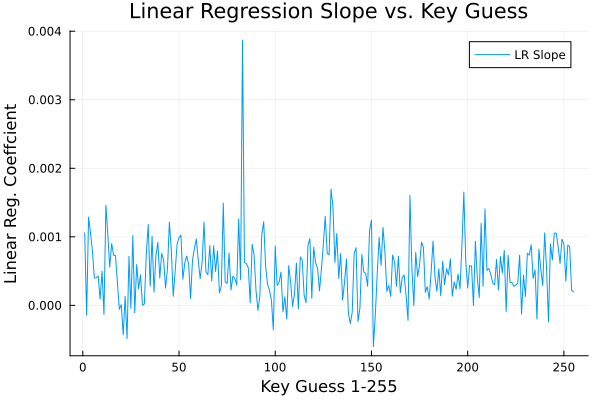 Linear Regression Slope vs. Key Guess
0.004
LR Slope
0.003
0.002
0.001
0.000
Linear Reg. Coeffcient
0
50
100
150
200
250
Key Guess 1-255